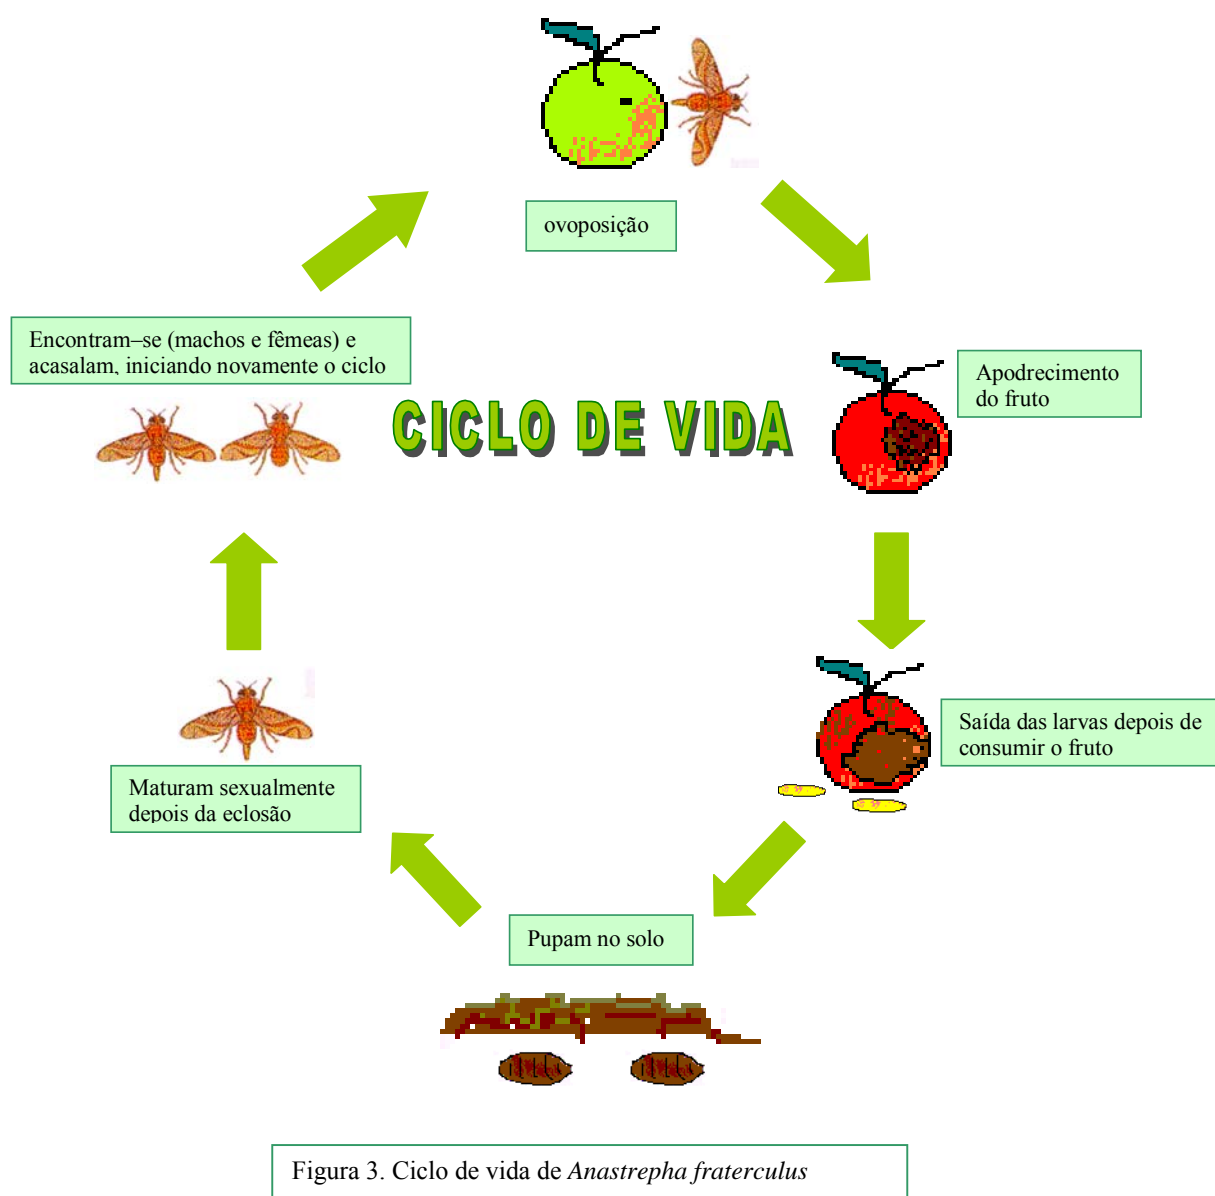 ovoposição
Encontram–se (machos e fêmeas) e
acasalam, iniciando novamente o ciclo
Apodrecimento
do fruto
CICLO DE VIDA
Saída das larvas depois de
consumir o fruto
Maturam sexualmente
depois da eclosão
Pupam no solo
Figura 3. Ciclo de vida de Anastrepha fraterculus